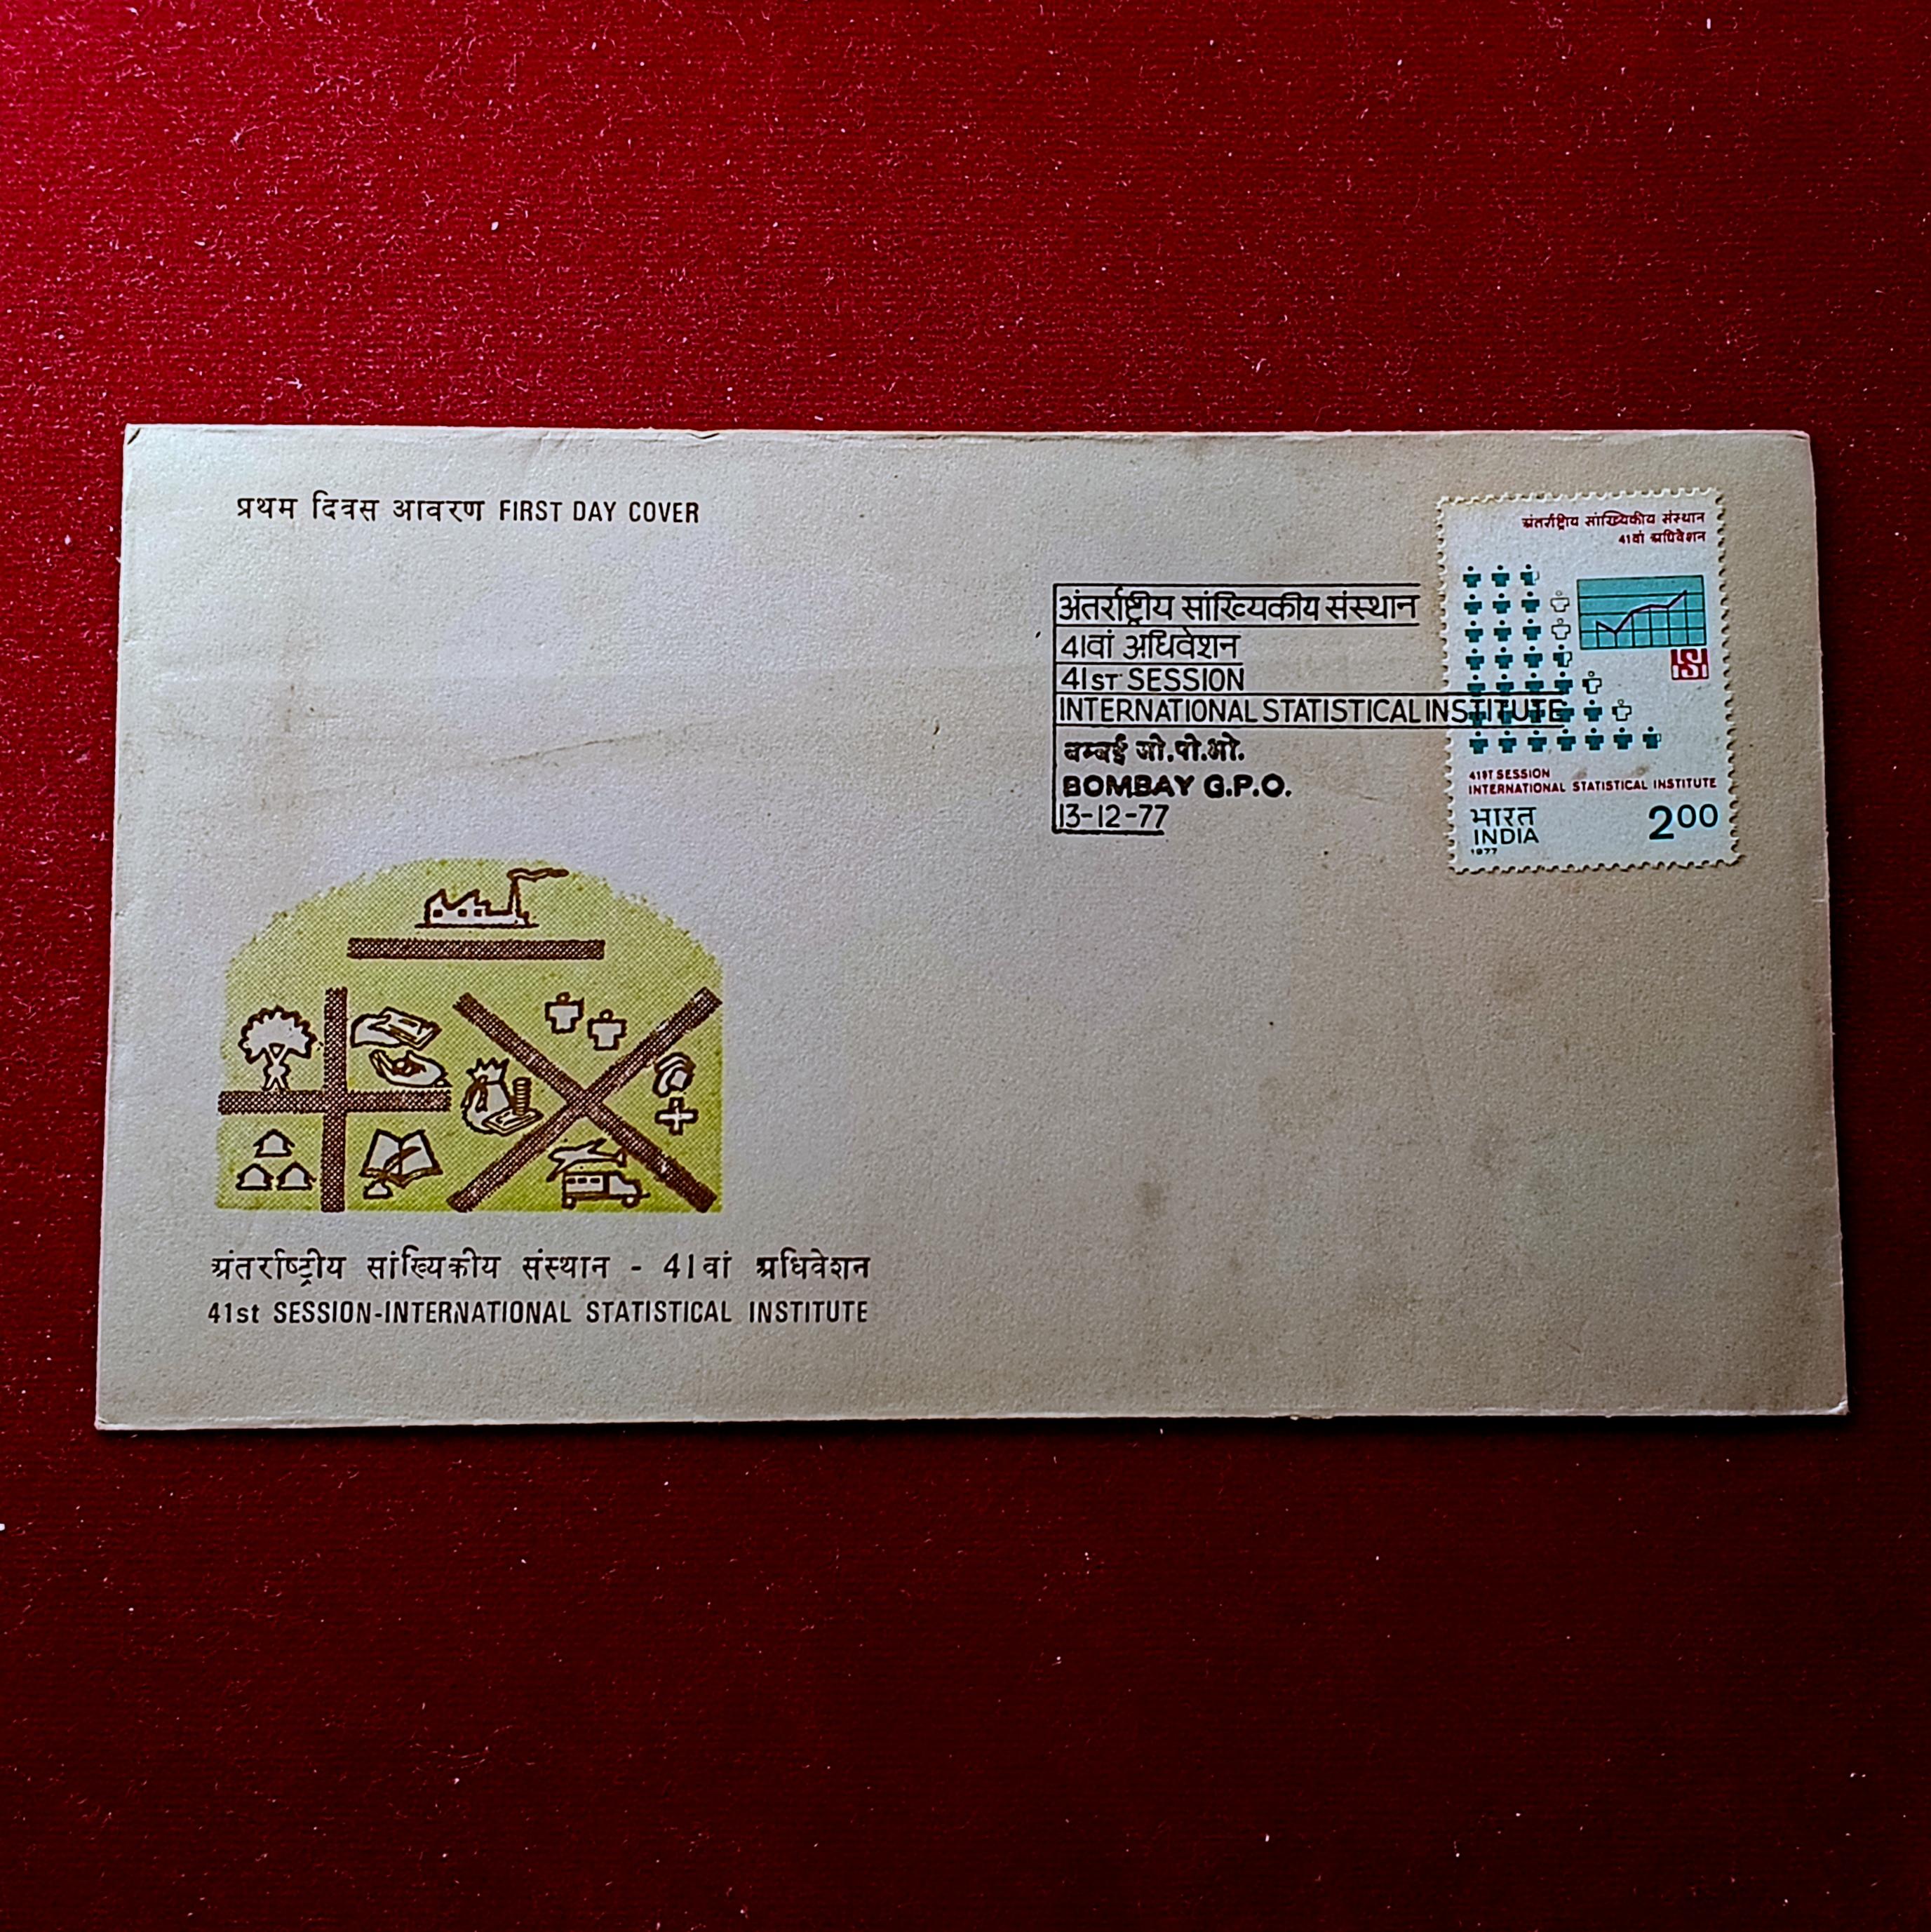 प्रथम दिवस आवरण FIRST DAY COVER
अंतर्राष्ट्रीय सांख्यिकीय संस्थान
41वां अधिवेशन
ISI
41ST SESSION
INTERNATIONAL STATISTICAL INSTITUTE
भारत
INDIA
200
1977
अंतर्राष्ट्रीय सांख्यिकीय संस्थान
41वां अधिवेशन
41ST SESSION
INTERNATIONAL STATISTICAL INSTITUTE
बम्बई जी.पी.ओ.
BOMBAY G.P.O.
13-12-77
अंतर्राष्ट्रीय सांख्यिकीय संस्थान - 41वां अधिवेशन
41st SESSION-INTERNATIONAL STATISTICAL INSTITUTE